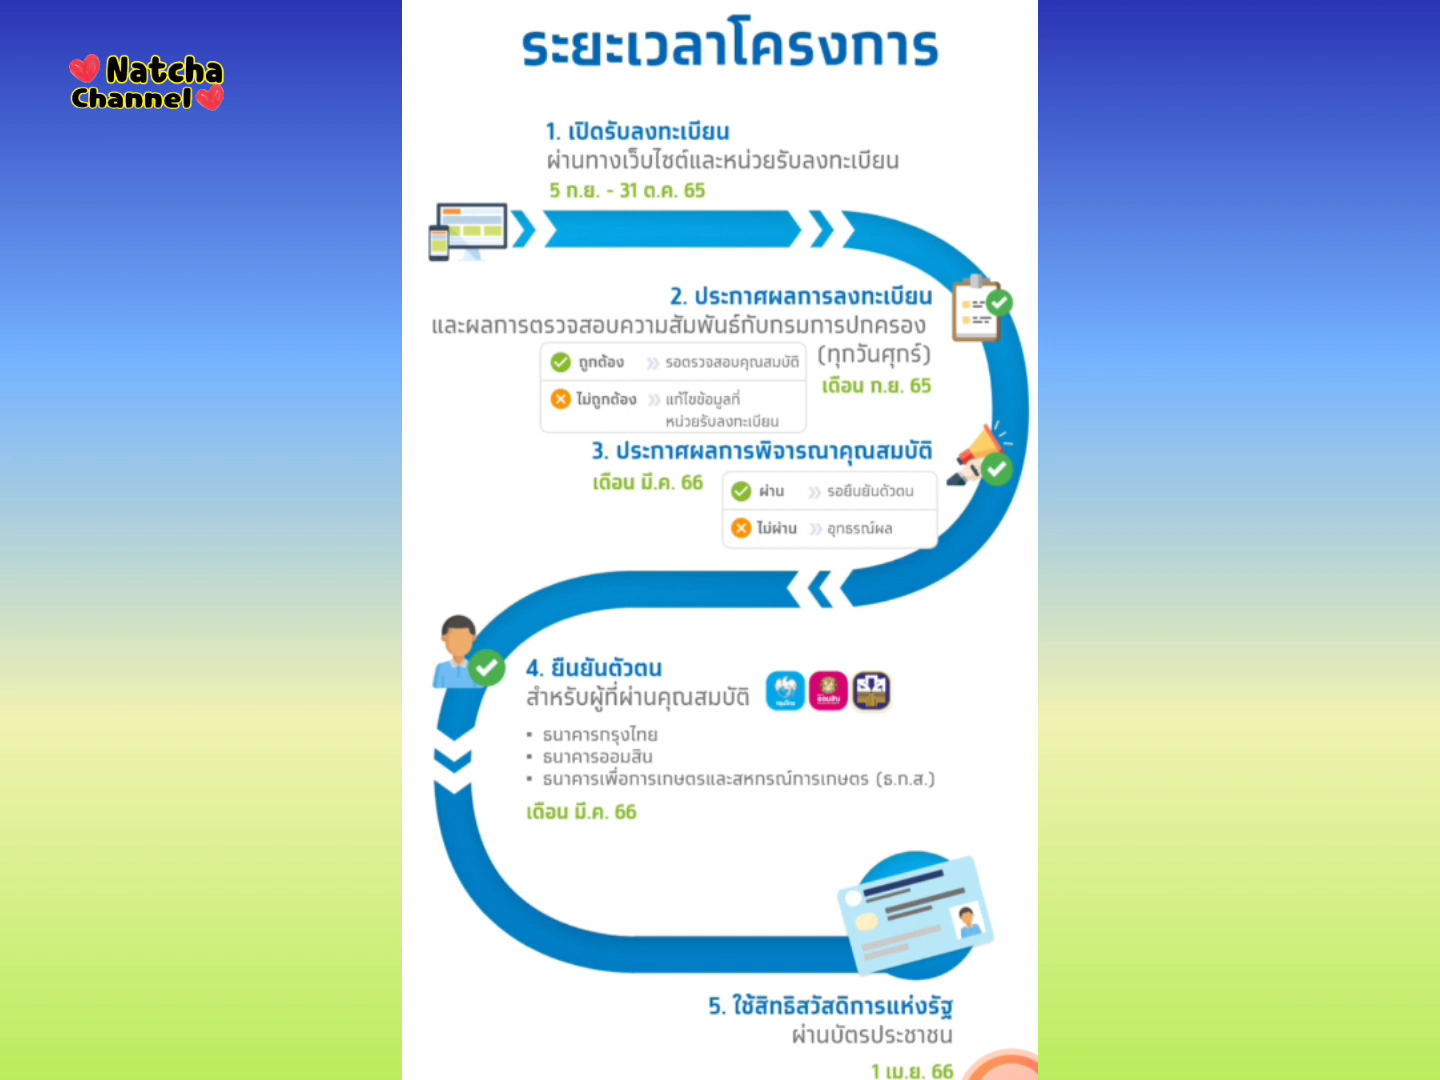 Natcha
Channel
ระยะเวลาโครงการ
1. เปิดรับลงทะเบียน
ผ่านทางเว็บไซต์และหน่วยรับลงทะเบียน
5 ก.ย. - 31 ต.ค. 65
2. ประกาศผลการลงทะเบียน
และผลการตรวจสอบความสัมพันธ์กับกรมการปกครอง
(ทุกวันศุกร์)
เดือน ก.ย. 65
ถูกต้อง รอตรวจสอบคุณสมบัติ
ไม่ถูกต้อง แก้ไขข้อมูลที่
หน่วยรับลงทะเบียน
3. ประกาศผลการพิจารณาคุณสมบัติ
เดือน มี.ค. 66
ผ่าน รอยืนยันตัวตน
ไม่ผ่าน อุทธรณ์ผล
4. ยืนยันตัวตน
สำหรับผู้ที่ผ่านคุณสมบัติ
กรุงไทย
ออมสิน
▪ ธนาคารกรุงไทย
▪ ธนาคารออมสิน
▪ ธนาคารเพื่อการเกษตรและสหกรณ์การเกษตร (ธ.ก.ส.)
เดือน มี.ค. 66
5. ใช้สิทธิสวัสดิการแห่งรัฐ
ผ่านบัตรประชาชน
1 เม.ย. 66